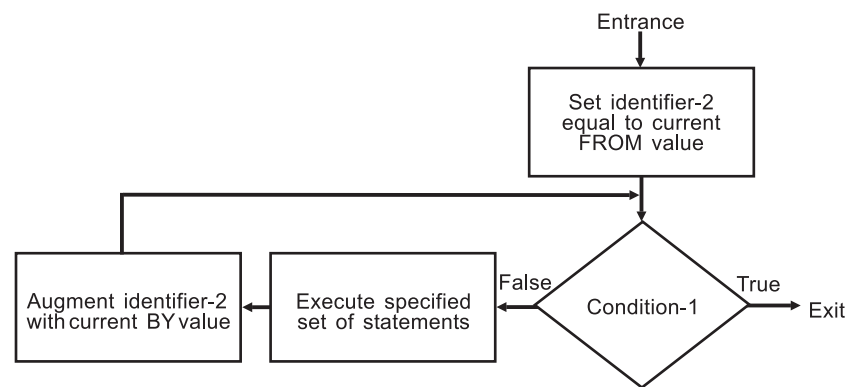 Entrance
Set identifier-2
equal to current
FROM value
False
True
Augment identifier-2
with current BY value
Execute specified
set of statements
Condition-1
Exit